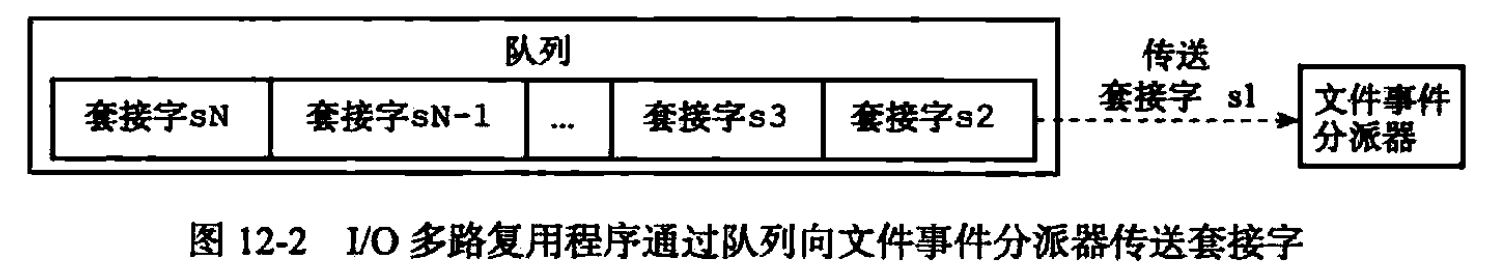 队列
套接字sN 套接字sN-1 … 套接字s3 套接字s2
传送
套接字 s1
文件事件
分派器
图 12-2 I/O 多路复用程序通过队列向文件事件分派器传送套接字